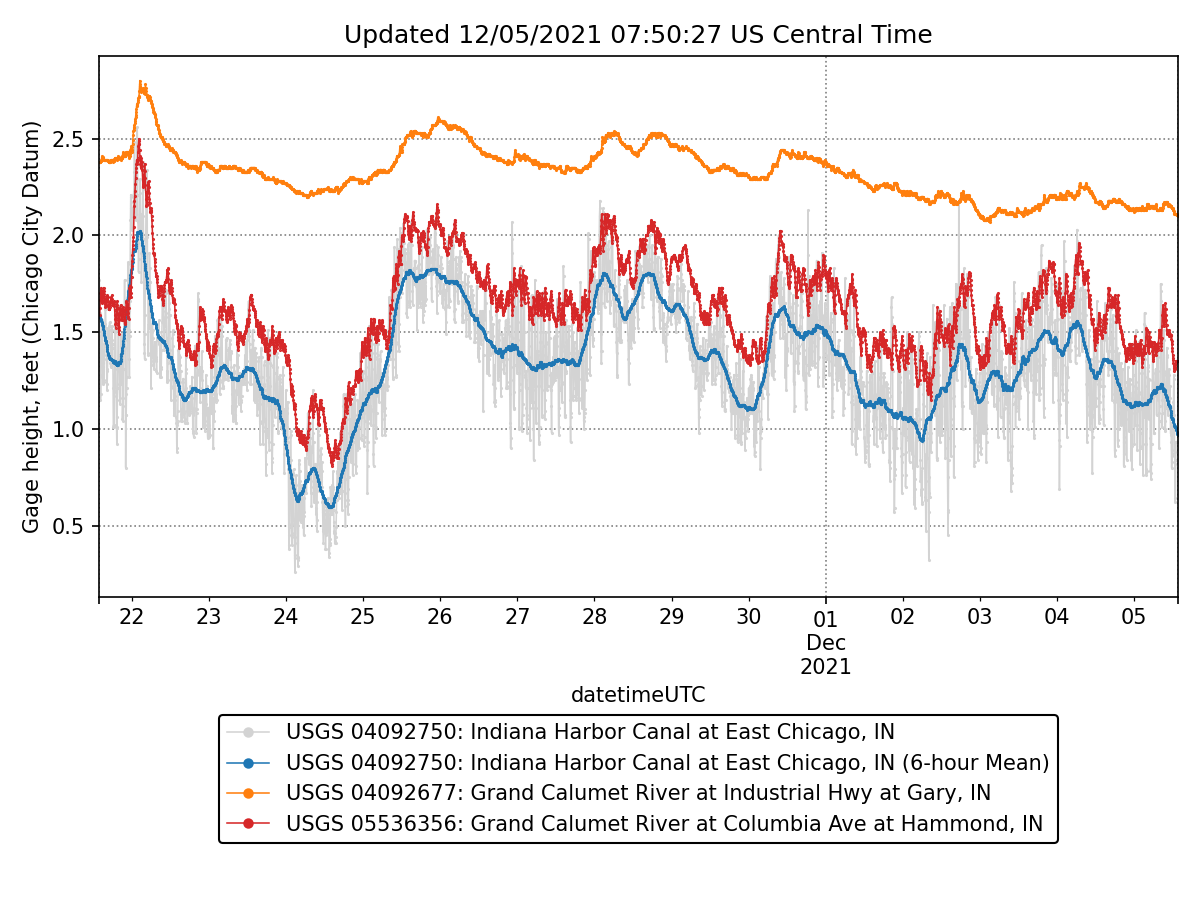 Updated 12/05/2021 07:50:27 US Central Time
Gage height, feet (Chicago City Datum)
2.5
2.0
1.5
1.0
0.5
22 23 24 25 26 27 28 29 30 01 02 03 04 05
Dec
2021
datetimeUTC
USGS 04092750: Indiana Harbor Canal at East Chicago, IN
USGS 04092750: Indiana Harbor Canal at East Chicago, IN (6-hour Mean)
USGS 04092677: Grand Calumet River at Industrial Hwy at Gary, IN
USGS 05536356: Grand Calumet River at Columbia Ave at Hammond, IN